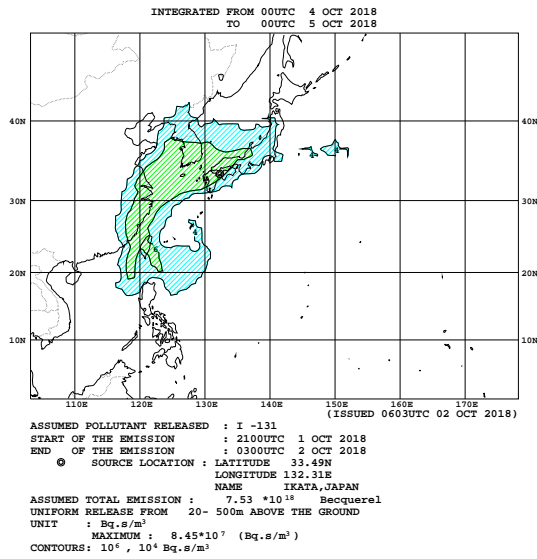 INTEGRATED FROM 00UTC 4 OCT 2018
TO 00UTC 5 OCT 2018
40N 40N
30N 30N
20N 20N
10N 10N
110E 120E 130E 140E 150E 160E 170E
(ISSUED 0603UTC 02 OCT 2018)
ASSUMED POLLUTANT RELEASED : I -131
START OF THE EMISSION : 2100UTC 1 OCT 2018
END OF THE EMISSION : 0300UTC 2 OCT 2018
◎ SOURCE LOCATION : LATITUDE 33.49N
LONGITUDE 132.31E
NAME IKATA,JAPAN
ASSUMED TOTAL EMISSION : 7.53 *10¹⁸ Becquerel
UNIFORM RELEASE FROM 20- 500m ABOVE THE GROUND
UNIT : Bq.s/m³
MAXIMUM : 8.45*10⁷ (Bq.s/m³)
CONTOURS: 10⁶ , 10⁴ Bq.s/m³